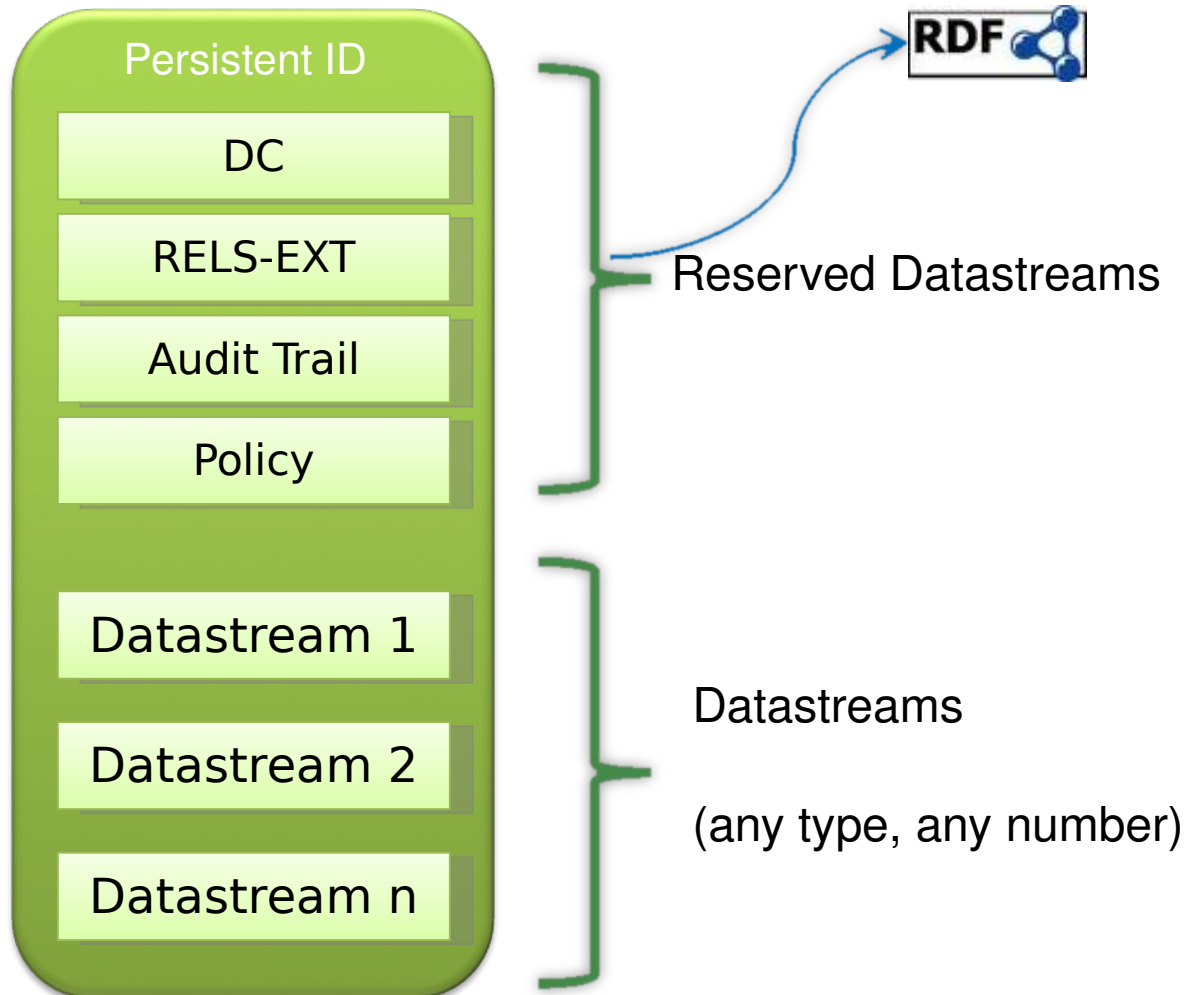 Persistent ID
DC
RELS-EXT
Audit Trail
Policy
Datastream 1
Datastream 2
Datastream n
RDF
Reserved Datastreams
Datastreams
(any type, any number)